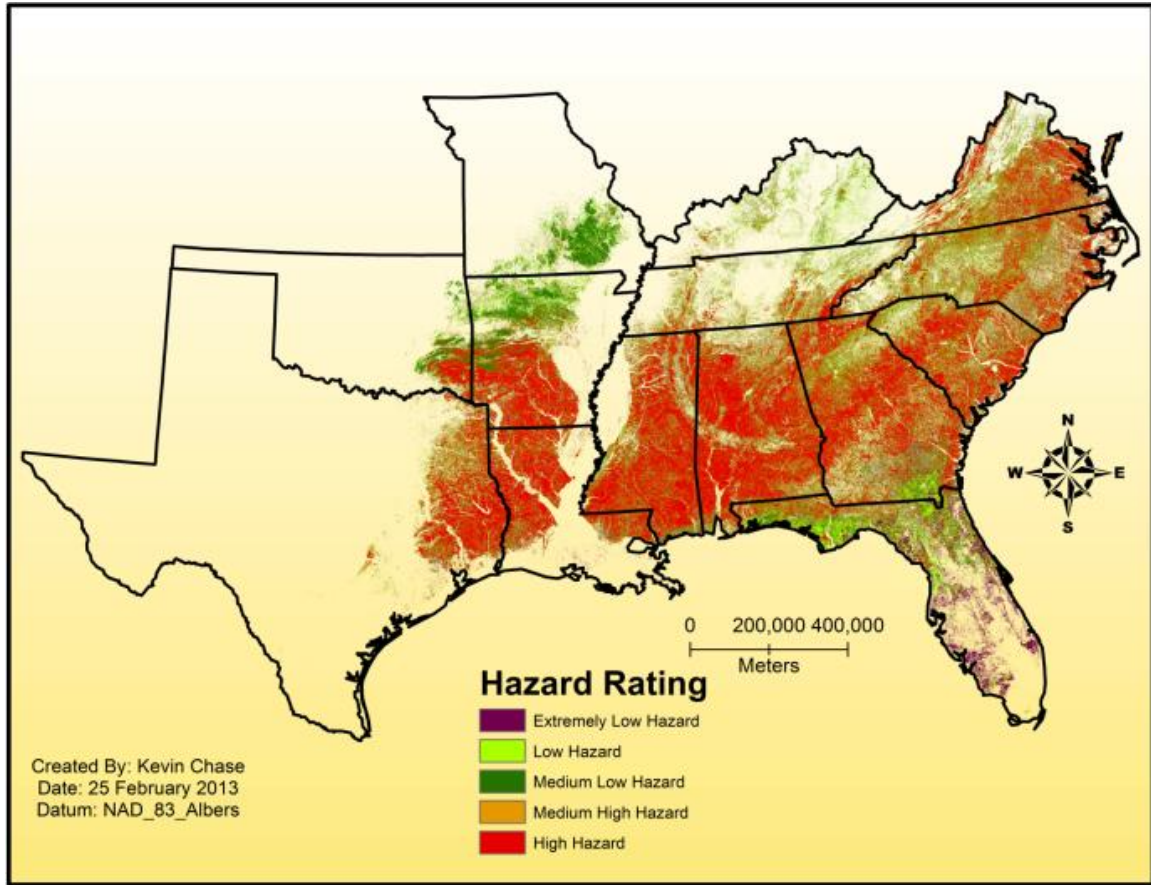 N
W E
S
0 200,000 400,000
Meters
Hazard Rating
Extremely Low Hazard
Low Hazard
Medium Low Hazard
Medium High Hazard
High Hazard
Created By: Kevin Chase
Date: 25 February 2013
Datum: NAD_83_Albers